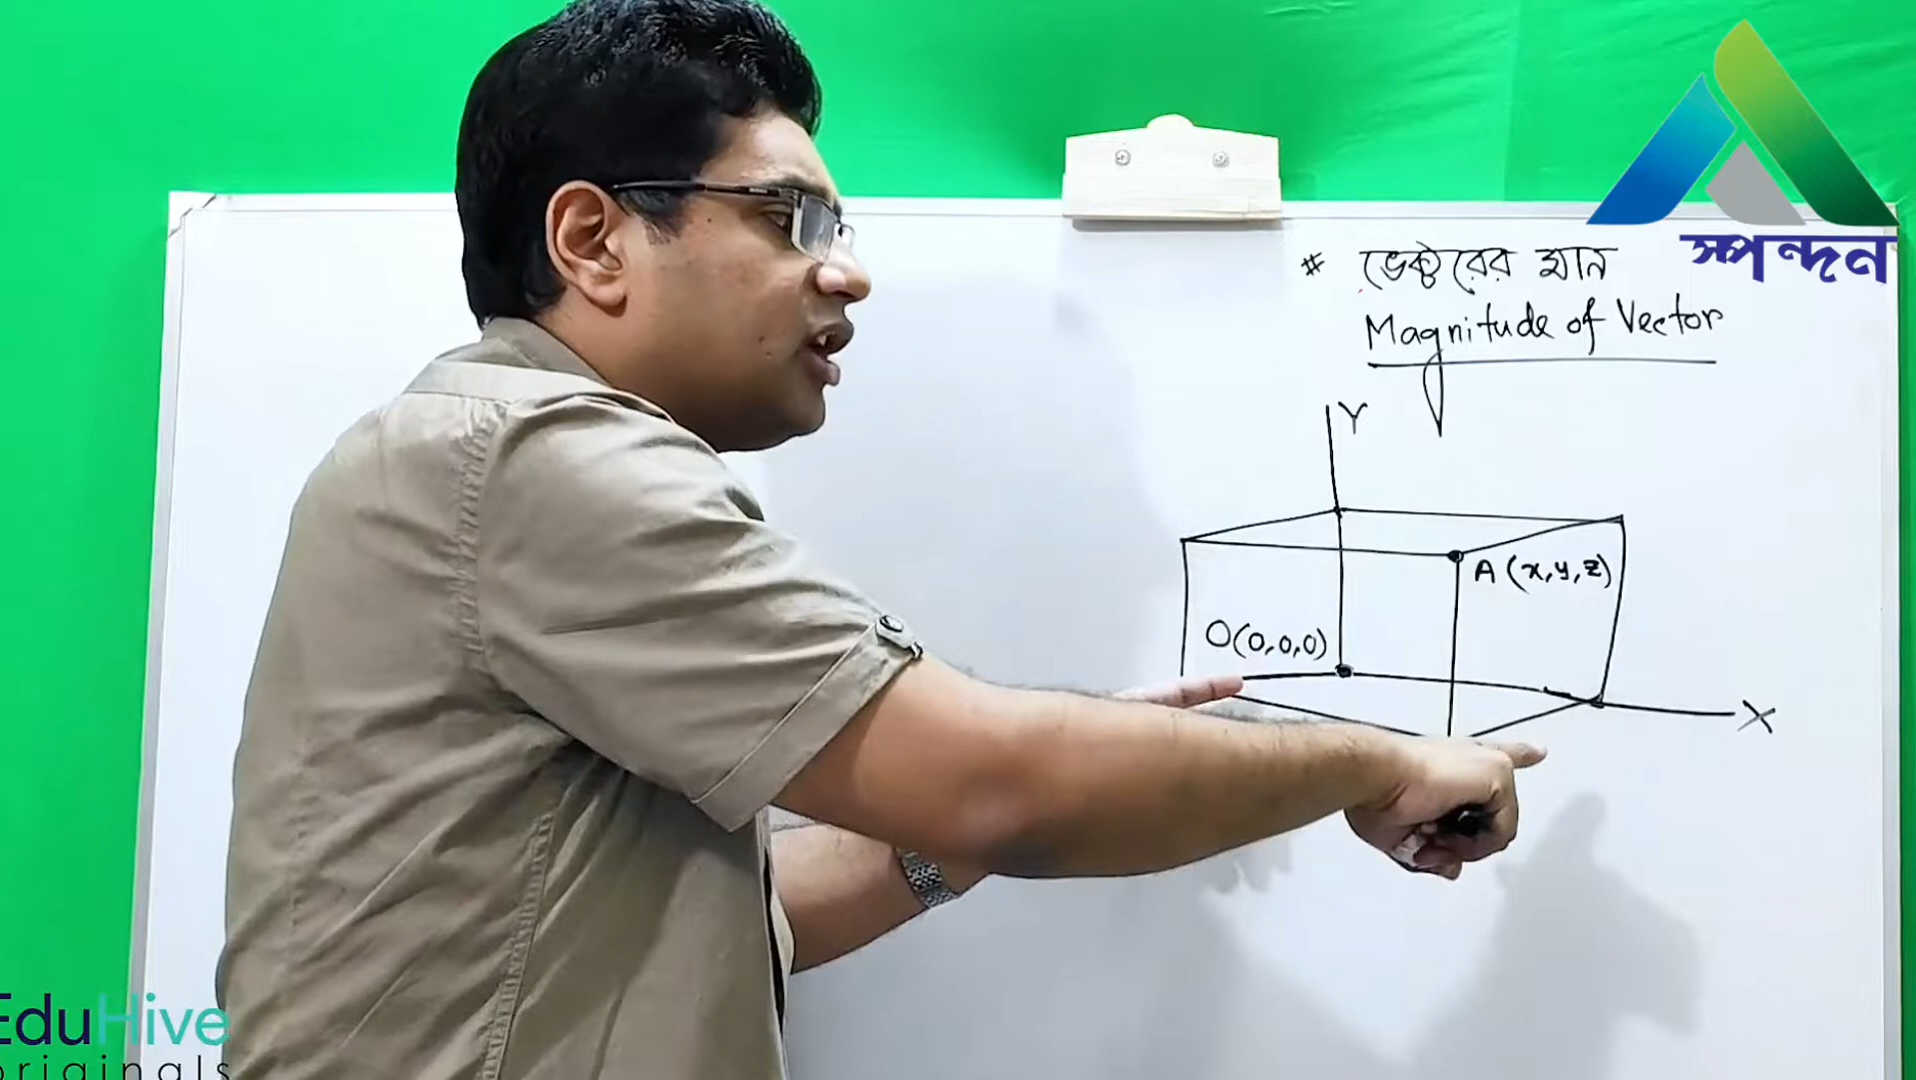 স্পন্দন
# ভেক্টরের মান
Magnitude of Vector
Y
A (x, y, z)
O(0,0,0)
X
EduHive
originals